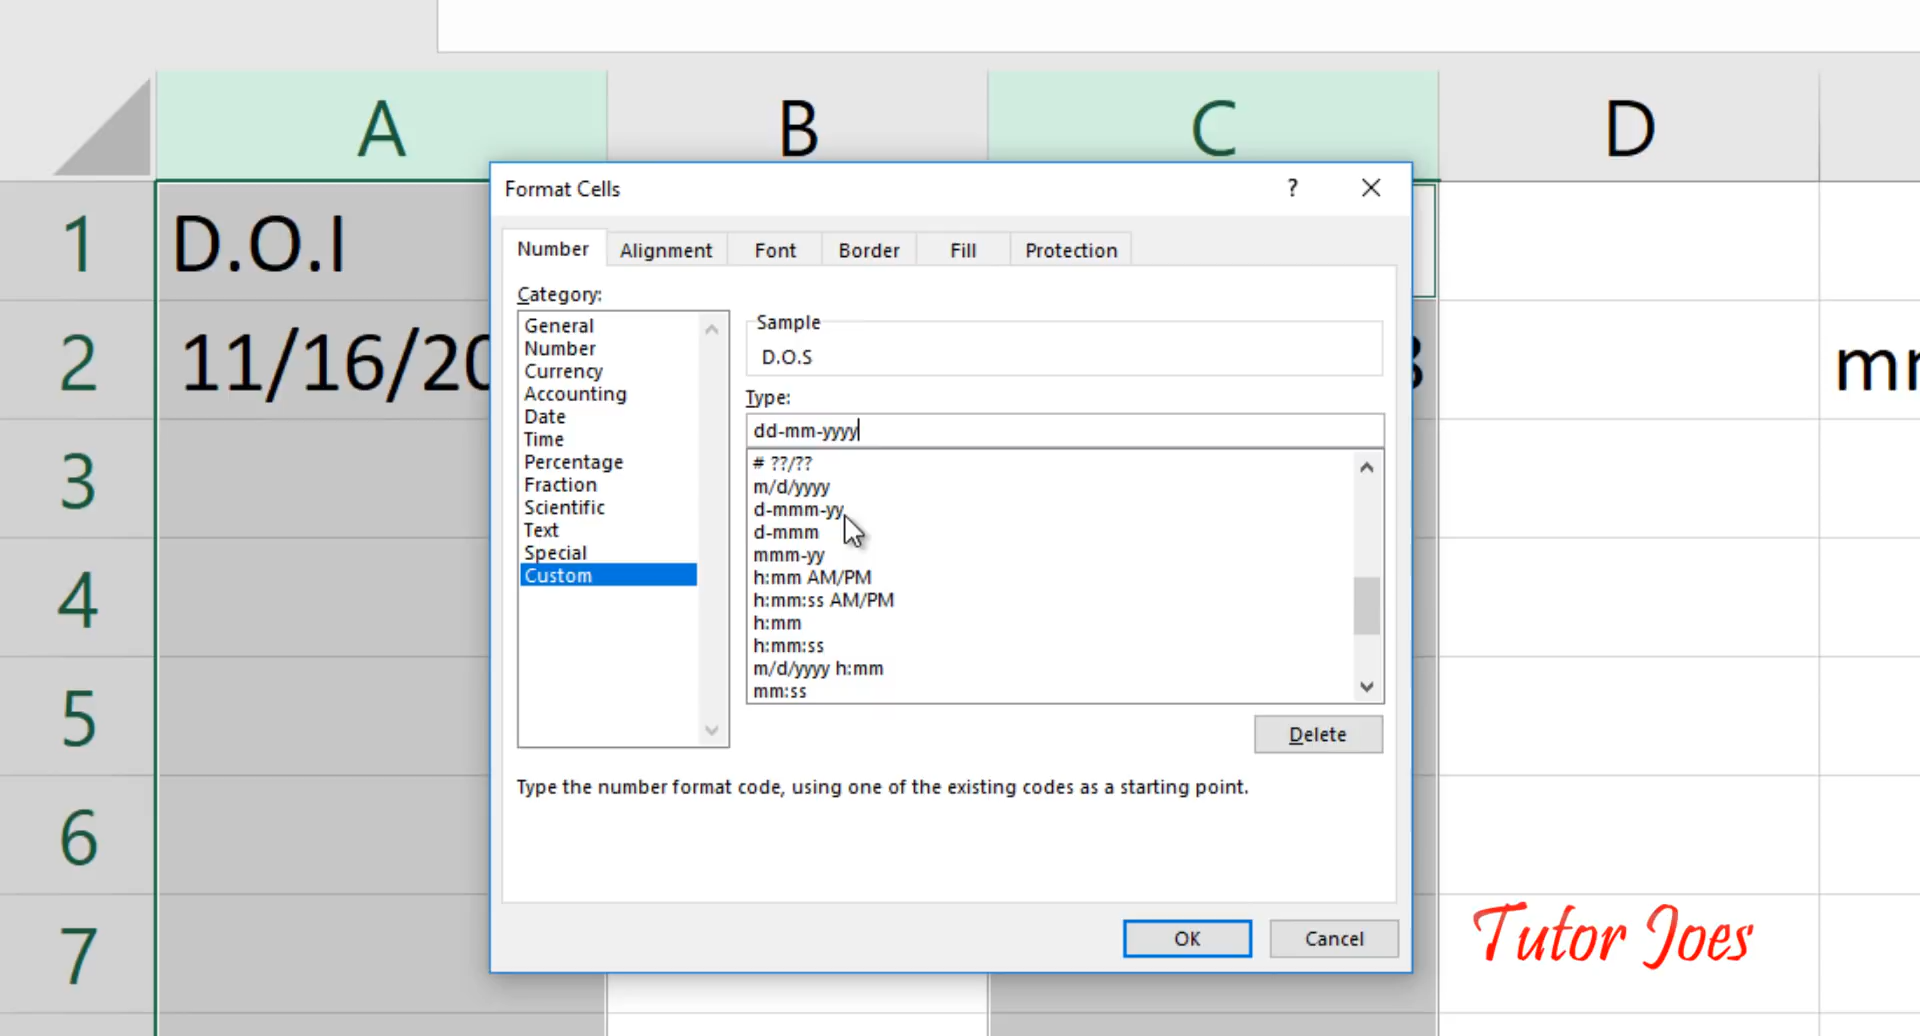 A B C D
Format Cells ?
1 D.O.I
Number Alignment Font Border Fill Protection
Category:
General
Number
Currency
Accounting
Date
Time
Percentage
Fraction
Scientific
Text
Special
Custom
Sample
D.O.S
Type:
dd-mm-yyyy
# ??/??
m/d/yyyy
d-mmm-yy
d-mmm
mmm-yy
h:mm AM/PM
h:mm:ss AM/PM
h:mm
h:mm:ss
m/d/yyyy h:mm
mm:ss
Delete
Type the number format code, using one of the existing codes as a starting point.
OK Cancel
2 11/16/20
3
4
5
6
7
Tutor Joes